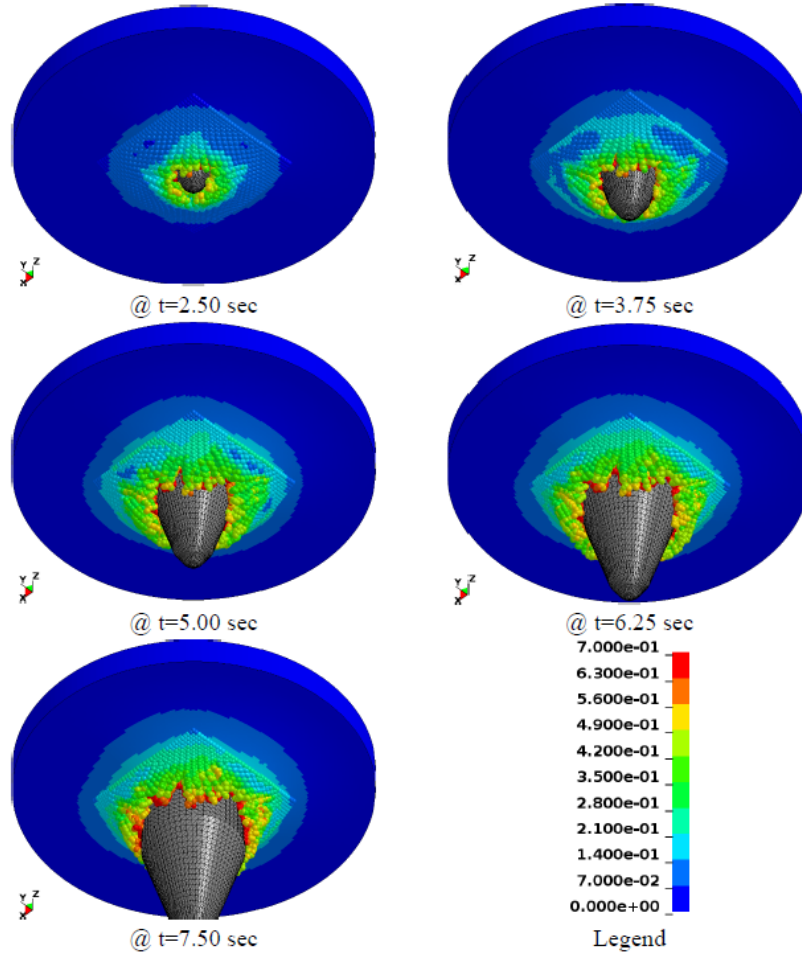 Y Z
X
Y Z
X
@ t=2.50 sec
@ t=3.75 sec
Y Z
X
Y Z
X
@ t=5.00 sec
@ t=6.25 sec
7.000e-01
6.300e-01
5.600e-01
4.900e-01
4.200e-01
3.500e-01
2.800e-01
2.100e-01
1.400e-01
7.000e-02
0.000e+00
Y Z
X
@ t=7.50 sec
Legend